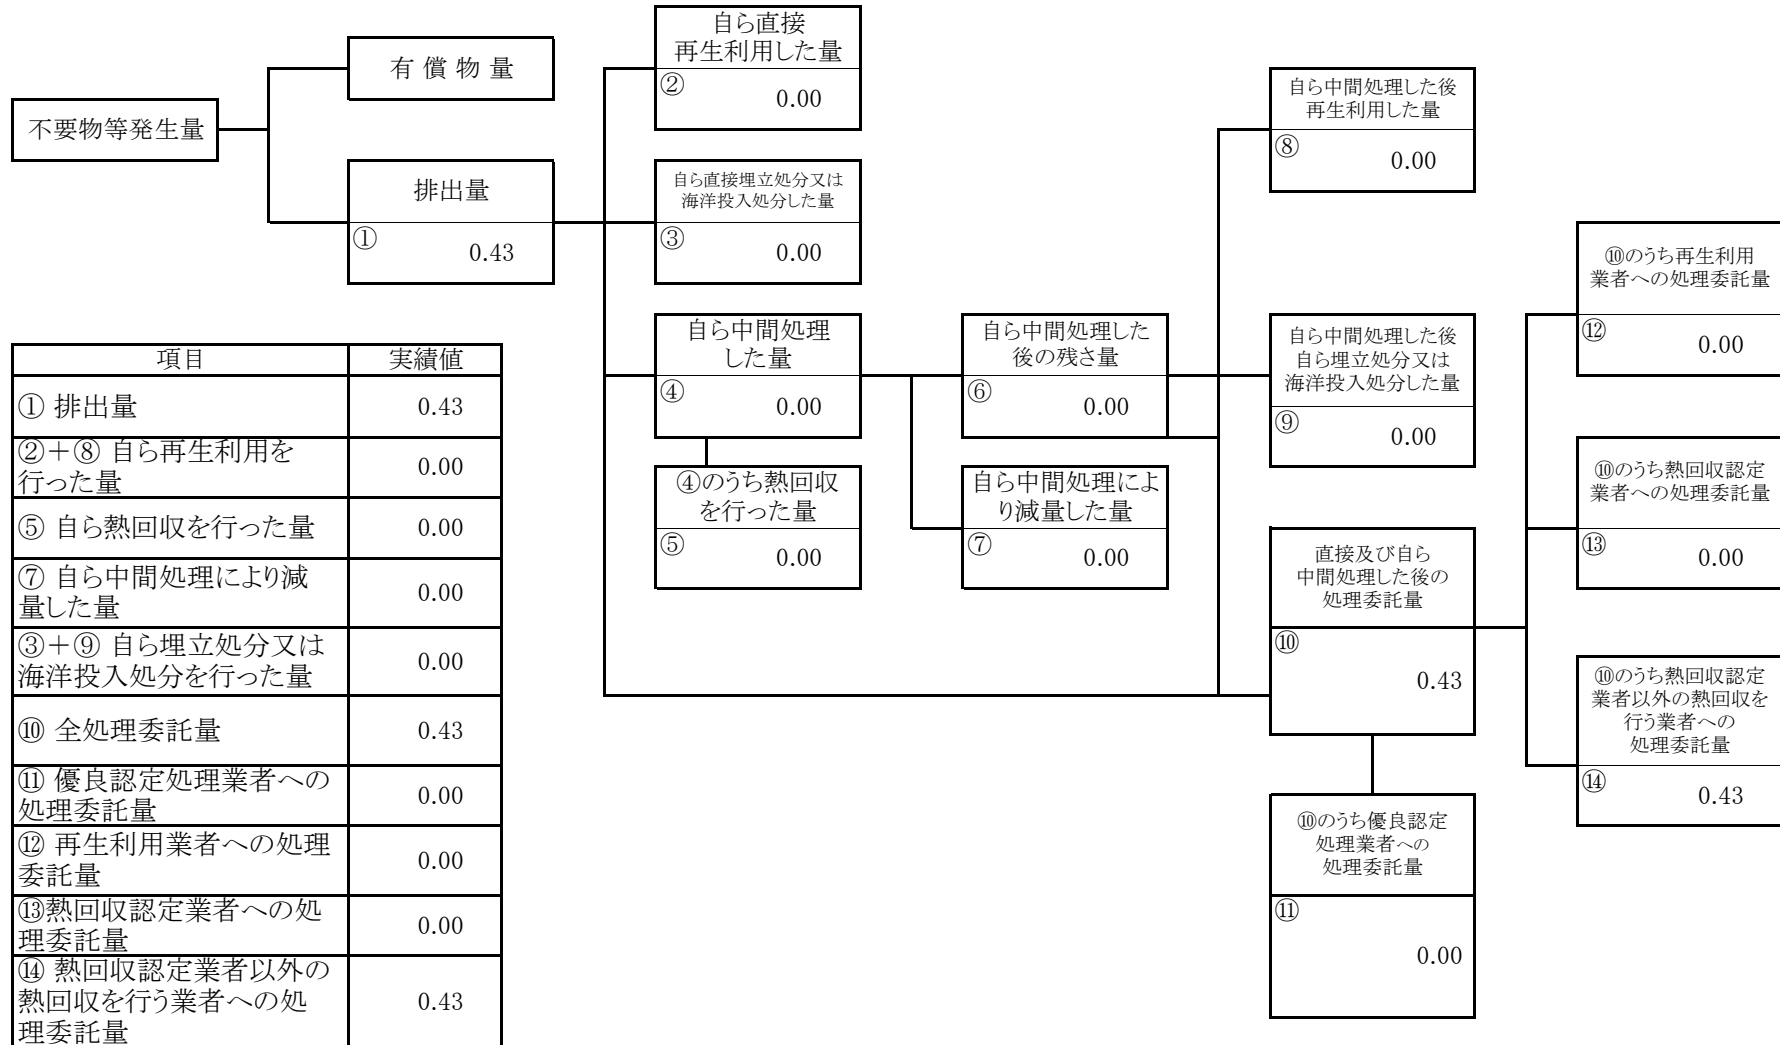 自ら直接
再生利用した量
②
0.00
有 償 物 量
不要物等発生量
排出量
①
0.43
自ら直接埋立処分又は
海洋投入処分した量
③
0.00
自ら中間処理
した量
④
0.00
④のうち熱回収
を行った量
⑤
0.00
自ら中間処理した
後の残さ量
⑥
0.00
自ら中間処理によ
り減量した量
⑦
0.00
自ら中間処理した後
再生利用した量
⑧
0.00
自ら中間処理した後
自ら埋立処分又は
海洋投入処分した量
⑨
0.00
直接及び自ら
中間処理した後の
処理委託量
⑩
0.43
⑩のうち優良認定
処理業者への
処理委託量
⑪
0.00
⑩のうち再生利用
業者への処理委託量
⑫
0.00
⑩のうち熱回収認定
業者への処理委託量
⑬
0.00
⑩のうち熱回収認定
業者以外の熱回収を
行う業者への
処理委託量
⑭
0.43
項目 実績値
① 排出量 0.43
②＋⑧ 自ら再生利用を
行った量
0.00
⑤ 自ら熱回収を行った量 0.00
⑦ 自ら中間処理により減
量した量
0.00
③＋⑨ 自ら埋立処分又は
海洋投入処分を行った量
0.00
⑩ 全処理委託量 0.43
⑪ 優良認定処理業者への
処理委託量
0.00
⑫ 再生利用業者への処理
委託量
0.00
⑬熱回収認定業者への処
理委託量
0.00
⑭ 熱回収認定業者以外の
熱回収を行う業者への処
理委託量
0.43